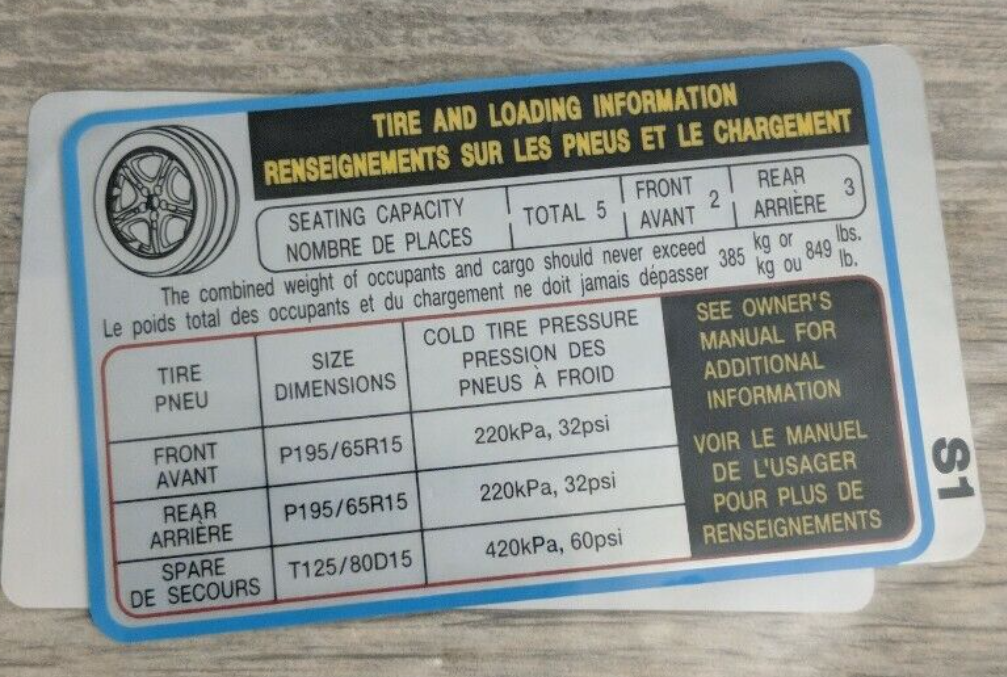 TIRE AND LOADING INFORMATION
RENSEIGNEMENTS SUR LES PNEUS ET LE CHARGEMENT
SEATING CAPACITY
NOMBRE DE PLACES
TOTAL 5
FRONT
AVANT
2
REAR
ARRIÈRE
3
The combined weight of occupants and cargo should never exceed 385 kg or 849 lbs.
Le poids total des occupants et du chargement ne doit jamais dépasser kg ou lb.
TIRE
PNEU
SIZE
DIMENSIONS
COLD TIRE PRESSURE
PRESSION DES
PNEUS À FROID
FRONT
AVANT
P195/65R15
220kPa, 32psi
REAR
ARRIÈRE
P195/65R15
220kPa, 32psi
SPARE
DE SECOURS
T125/80D15
420kPa, 60psi
SEE OWNER'S
MANUAL FOR
ADDITIONAL
INFORMATION
VOIR LE MANUEL
DE L'USAGER
POUR PLUS DE
RENSEIGNEMENTS
S1